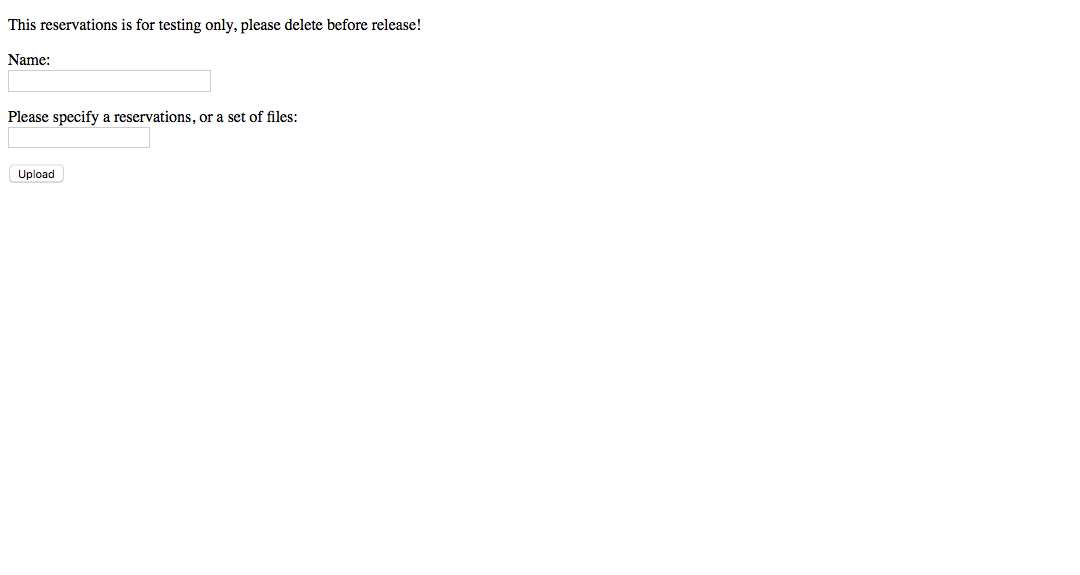 This reservations is for testing only, please delete before release!
Name:
Please specify a reservations, or a set of files:
Upload